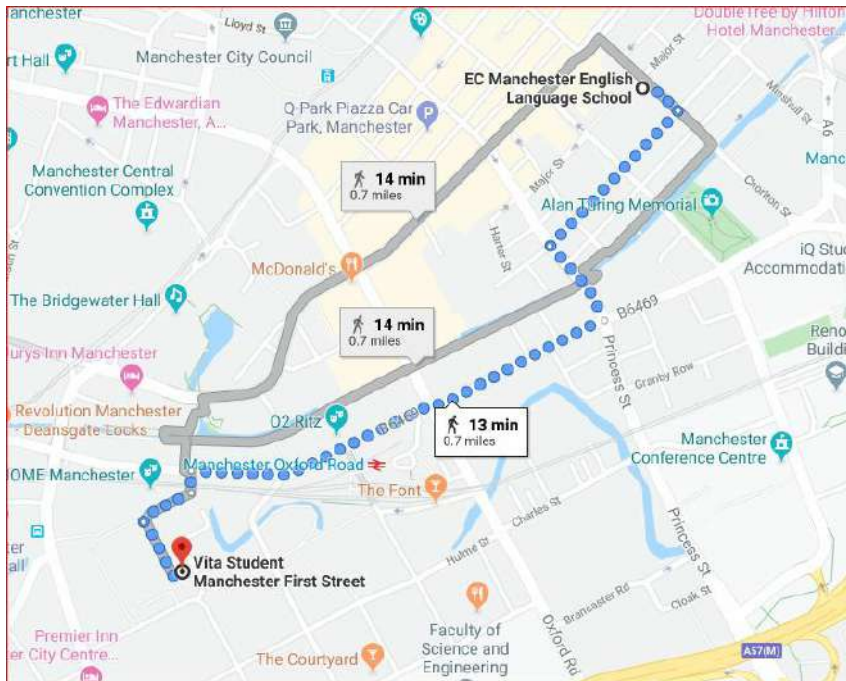 anchester
Lloyd St
Manchester City Council
rt Hall
The Edwardian
Manchester, A...
Q-Park Piazza Car
Park, Manchester
Manchester Central
Convention Complex
DoubleTree by Hilton
Hotel Manchester...
Major St
EC Manchester English
Language School
Minshull St
A6
Manc
14 min
0.7 miles
Major St
Alan Turing Memorial
Chorlton St
Harter St
McDonald's
iQ Stu
Accommodatio
The Bridgewater Hall
14 min
0.7 miles
B6469
Reno
Buildi
urys Inn Manchester
Princess St
Granby Row
Revolution Manchester
Deansgate Locks
O2 Ritz
B6469
13 min
0.7 miles
Manchester
Conference Centre
HOME Manchester
Manchester Oxford Road
The Font
Charles St
Hulme St
Princess St
ter
all
Vita Student
Manchester First Street
Brancaster Rd
Cloak St
Oxford Rd
Premier Inn
er City Centre...
The Courtyard
Faculty of
Science and
Engineering
A57(M)